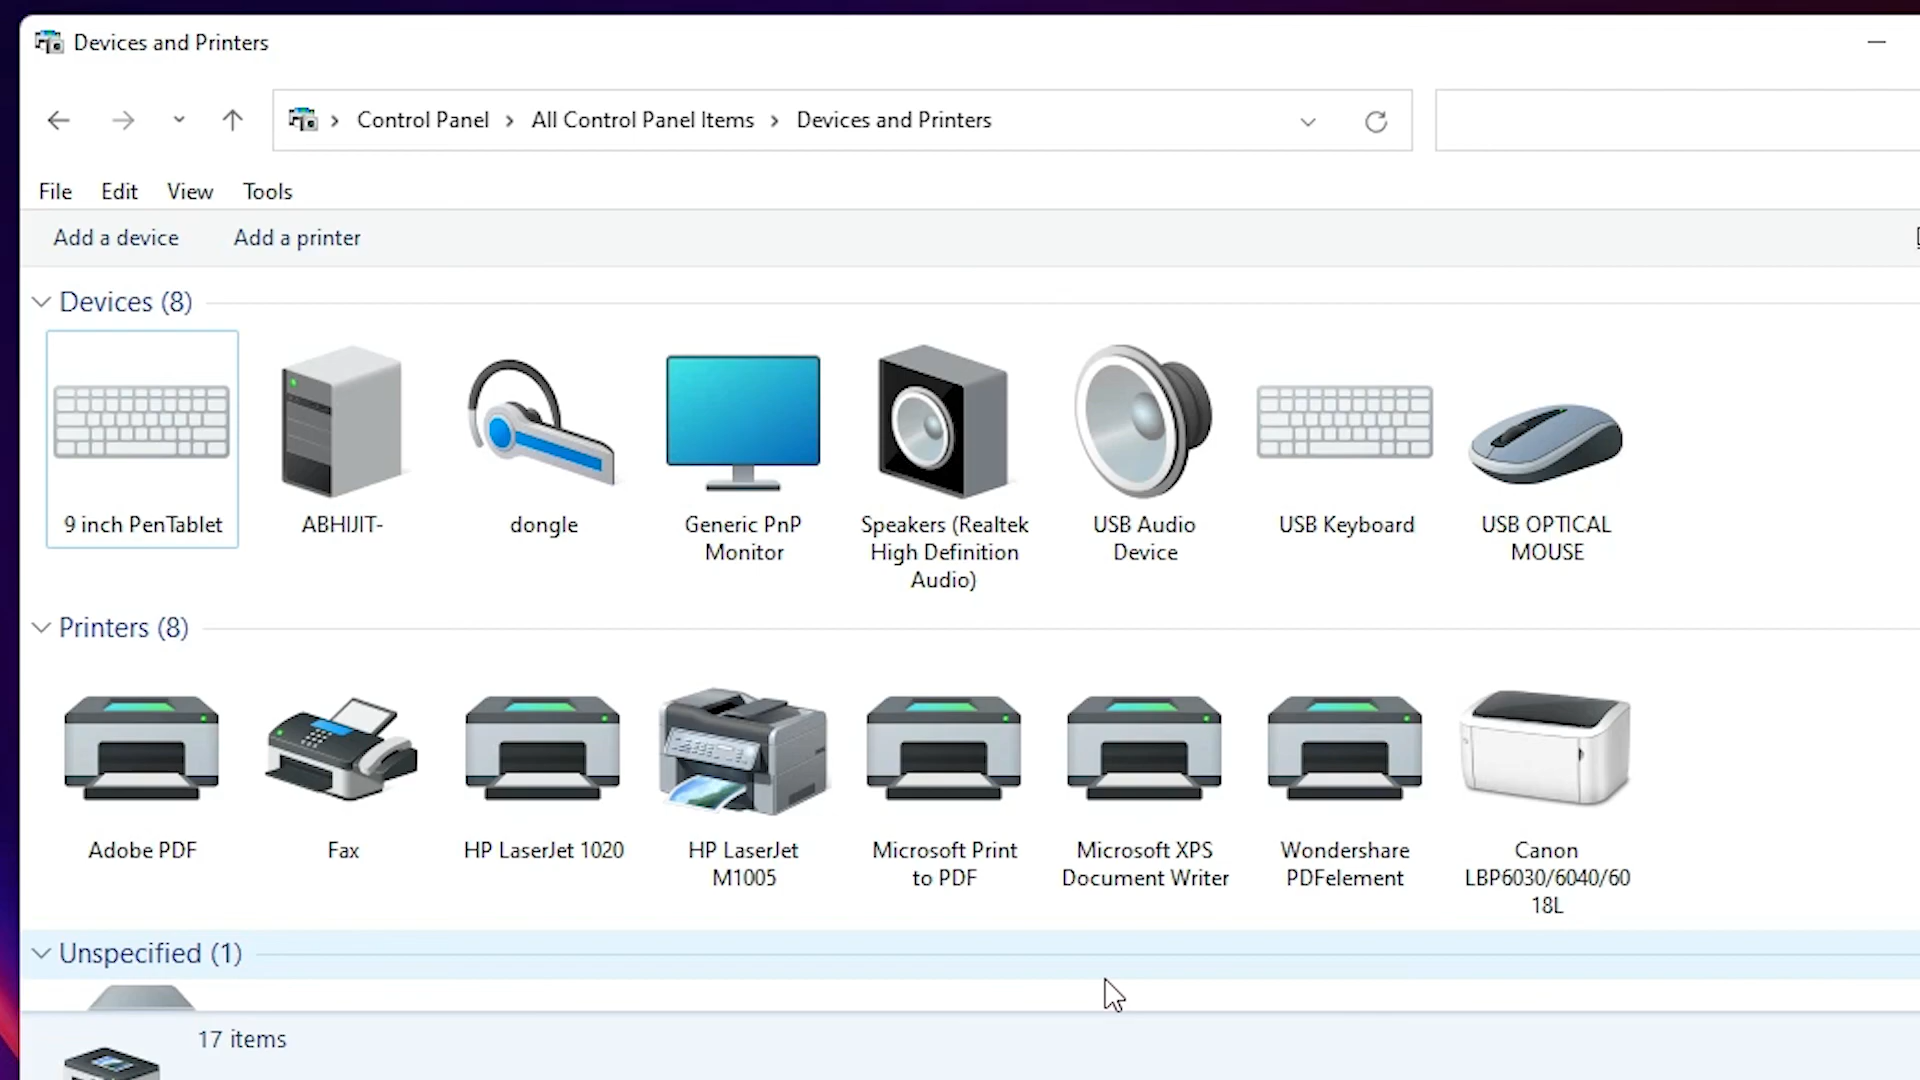 Devices and Printers
Control Panel > All Control Panel Items > Devices and Printers
File Edit View Tools
Add a device Add a printer
Devices (8)
9 inch PenTablet
ABHIJIT-
dongle
Generic PnP
Monitor
Speakers (Realtek
High Definition
Audio)
USB Audio
Device
USB Keyboard
USB OPTICAL
MOUSE
Printers (8)
Adobe PDF
Fax
HP LaserJet 1020
HP LaserJet
M1005
Microsoft Print
to PDF
Microsoft XPS
Document Writer
Wondershare
PDFelement
Canon
LBP6030/6040/60
18L
Unspecified (1)
17 items